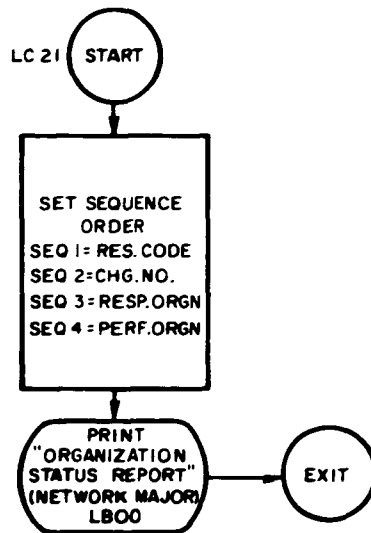 LC 21 START
SET SEQUENCE
ORDER
SEQ 1= RES. CODE
SEQ 2=CHG. NO.
SEQ 3= RESP. ORGN
SEQ 4= PERF. ORGN
PRINT
"ORGANIZATION
STATUS REPORT"
(NETWORK MAJOR)
LB00
EXIT